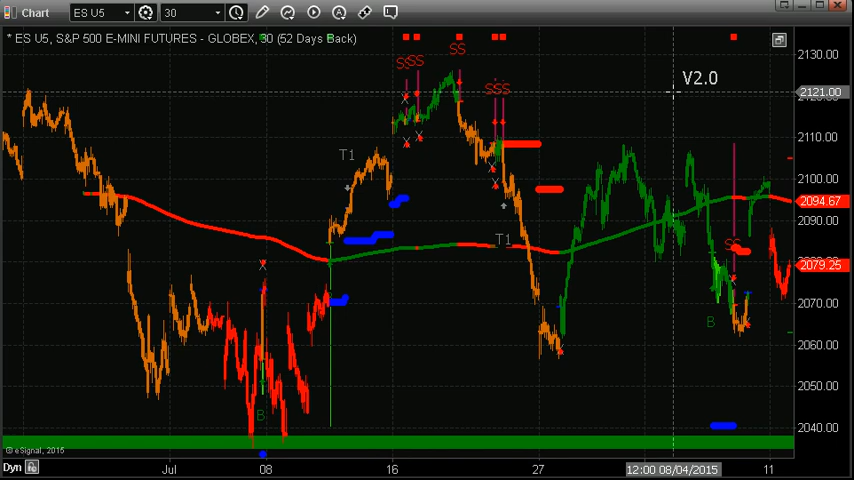 Chart
ES U5
30
* ES U5, S&P 500 E-MINI FUTURES - GLOBEX, 30 (52 Days Back)
V2.0
SSS
SS
SSS
T1
T1
X
X
X
X
X
X
X
X
X
SS
B
B
2130.00
2121.00
2110.00
2100.00
2094.67
2090.00
2079.25
2070.00
2060.00
2050.00
2040.00
© eSignal, 2015
Dyn
Jul
08
16
27
12:00 08/04/2015
11